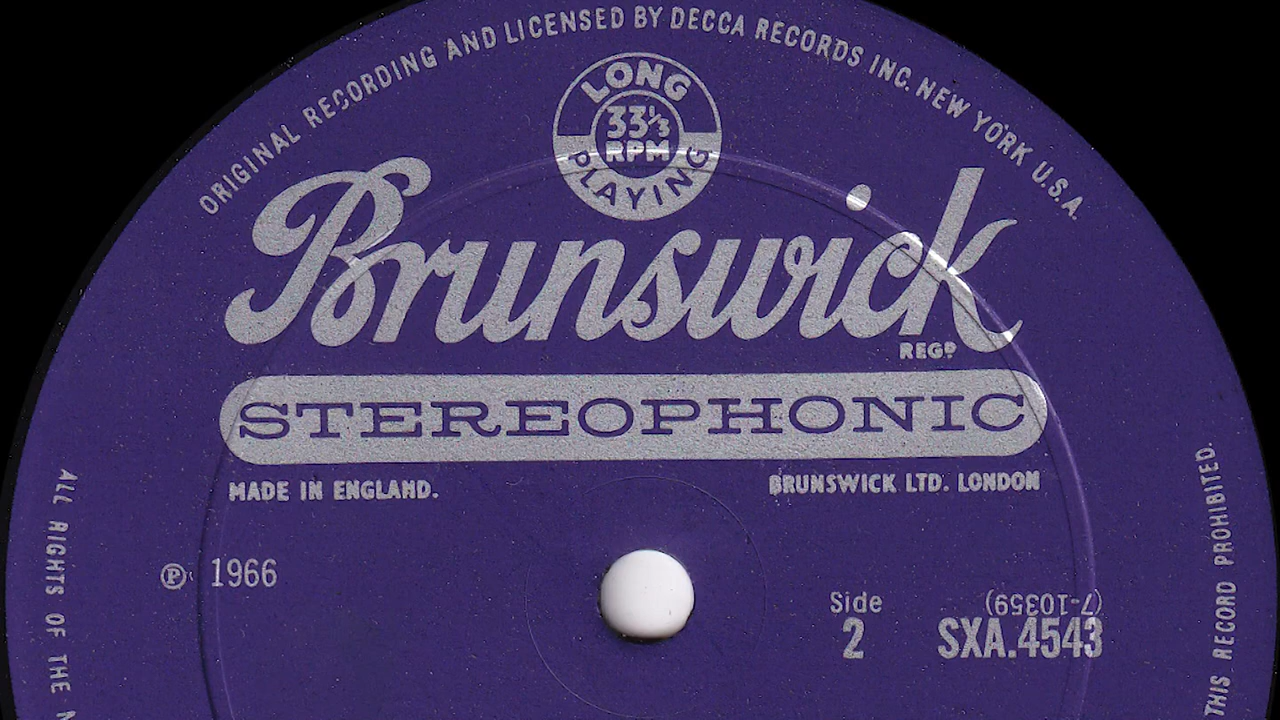 ORIGINAL RECORDING AND LICENSED BY DECCA RECORDS INC. NEW YORK U.S.A.
LONG
33⅓
RPM
PLAYING
Brunswick
REGD
STEREOPHONIC
MADE IN ENGLAND.
BRUNSWICK LTD. LONDON
℗ 1966
Side
2
(7-10359)
SXA.4543
ALL RIGHTS OF THE
THIS RECORD PROHIBITED.